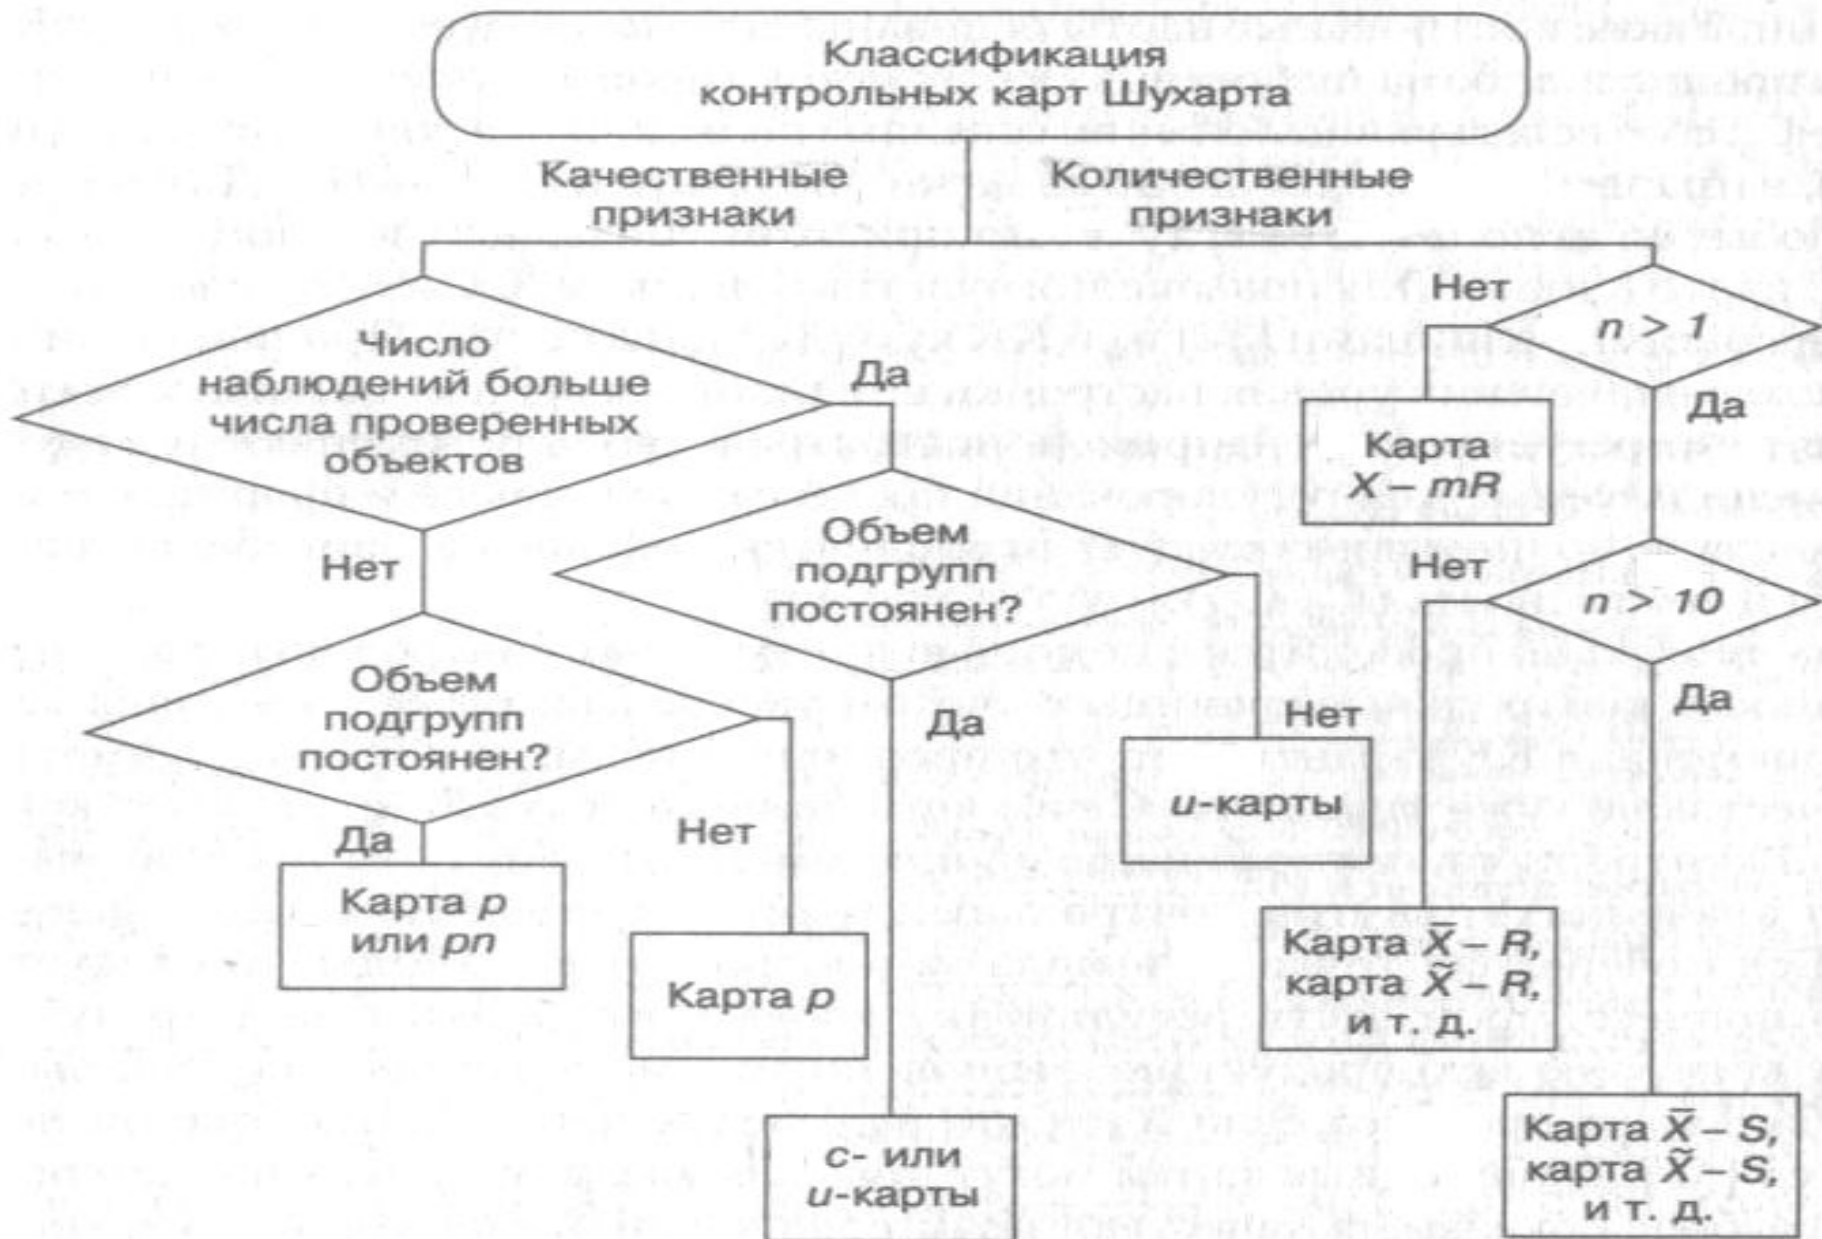 Классификация
контрольных карт Шухарта
Качественные
признаки
Количественные
признаки
Число
наблюдений больше
числа проверенных
объектов
Да
Нет
Объем
подгрупп
постоянен?
Да
Нет
Объем
подгрупп
постоянен?
Да
Нет
Карта p
или pn
Карта p
c- или
u-карты
u-карты
n > 1
Нет
Да
Карта
X – mR
n > 10
Нет
Да
Карта X̅ – R,
карта X̃ – R,
и т. д.
Карта X̅ – S,
карта X̃ – S,
и т. д.